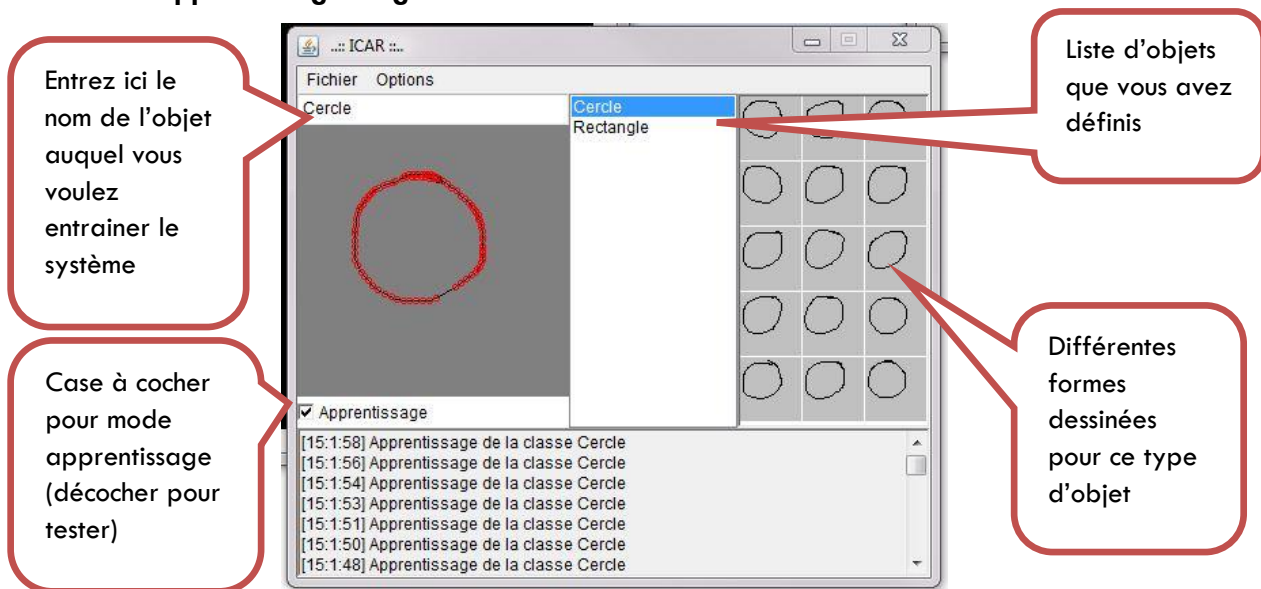 Entrez ici le
nom de l'objet
auquel vous
voulez
entrainer le
système
Case à cocher
pour mode
apprentissage
(décocher pour
tester)
..:: ICAR ::..
Fichier Options
Cercle
Cercle
Rectangle
Apprentissage
[15:1:58] Apprentissage de la classe Cercle
[15:1:56] Apprentissage de la classe Cercle
[15:1:54] Apprentissage de la classe Cercle
[15:1:53] Apprentissage de la classe Cercle
[15:1:51] Apprentissage de la classe Cercle
[15:1:50] Apprentissage de la classe Cercle
[15:1:48] Apprentissage de la classe Cercle
Liste d'objets
que vous avez
définis
Différentes
formes
dessinées
pour ce type
d'objet